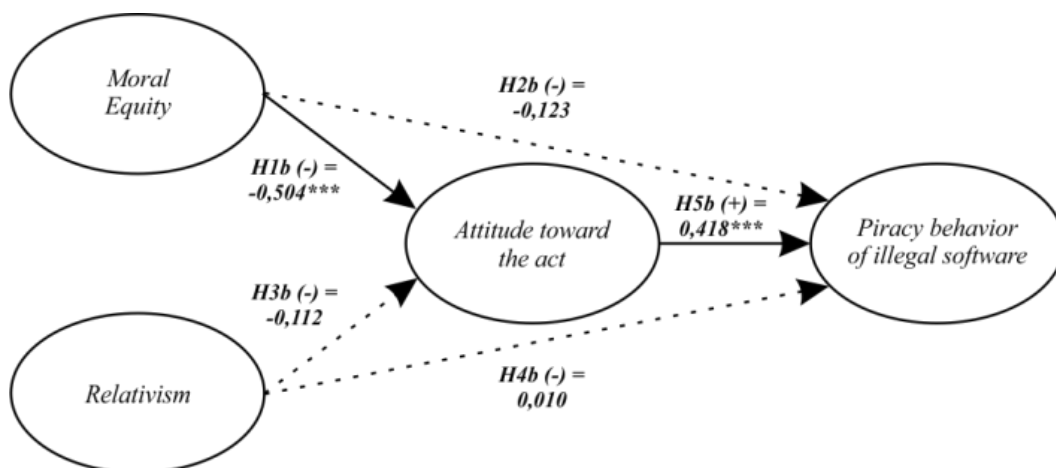 Moral
Equity
H2b (-) =
-0,123
H1b (-) =
-0,504***
Attitude toward
the act
H5b (+) =
0,418***
Piracy behavior
of illegal software
H3b (-) =
-0,112
Relativism
H4b (-) =
0,010